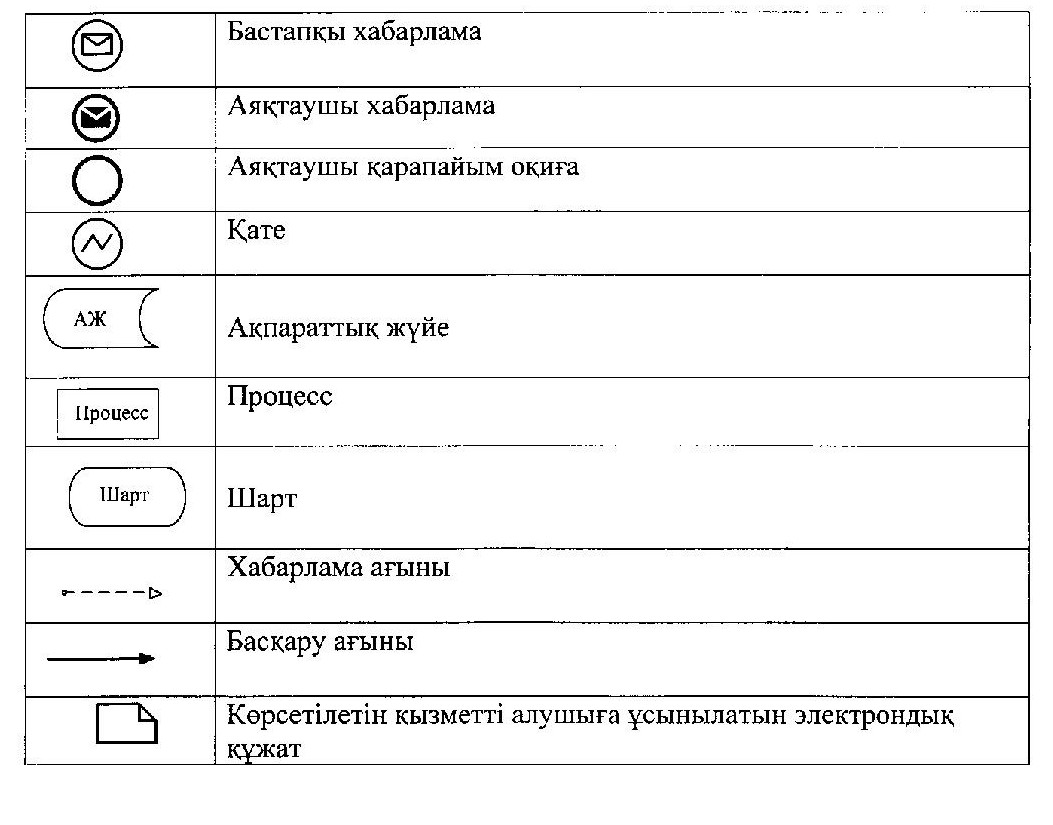 Бастапқы хабарлама
Аяқтаушы хабарлама
Аяқтаушы қарапайым оқиға
Қате
АЖ
Ақпараттық жүйе
Процесс
Процесс
Шарт
Шарт
Хабарлама ағыны
Басқару ағыны
Көрсетілетін қызметті алушыға ұсынылатын электрондық
құжат